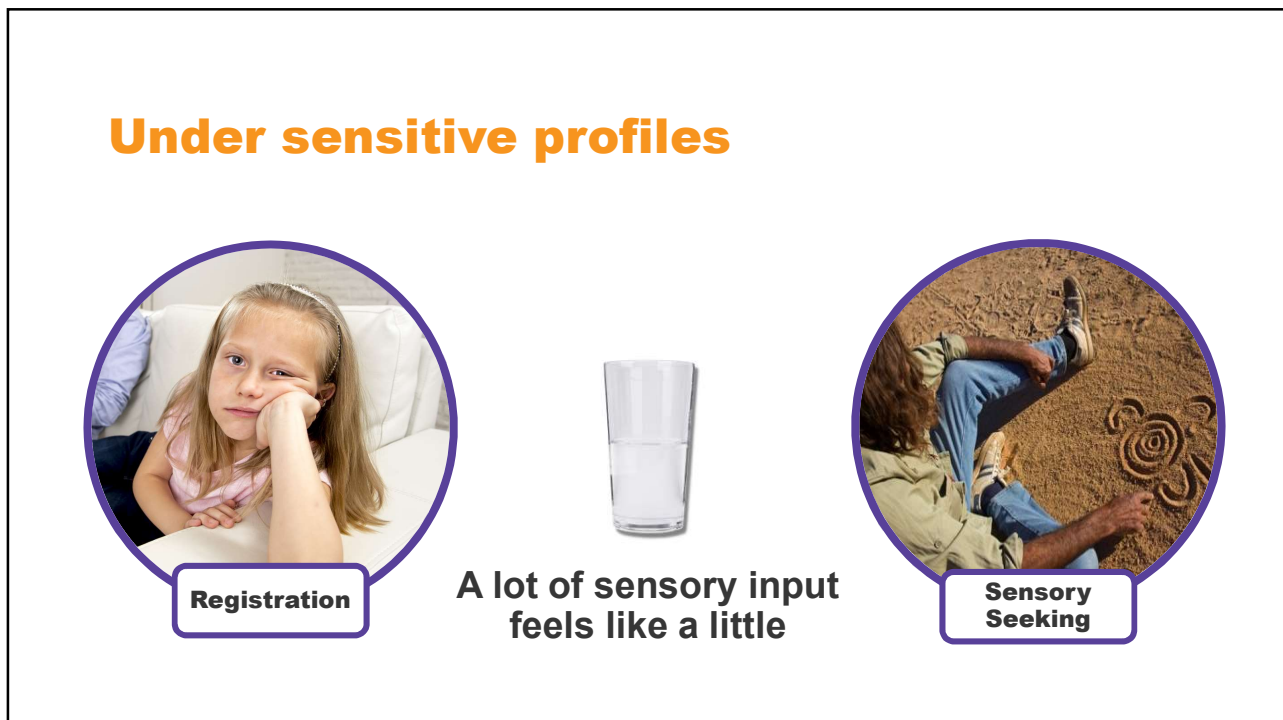 Under sensitive profiles
Registration
A lot of sensory input
feels like a little
Sensory
Seeking